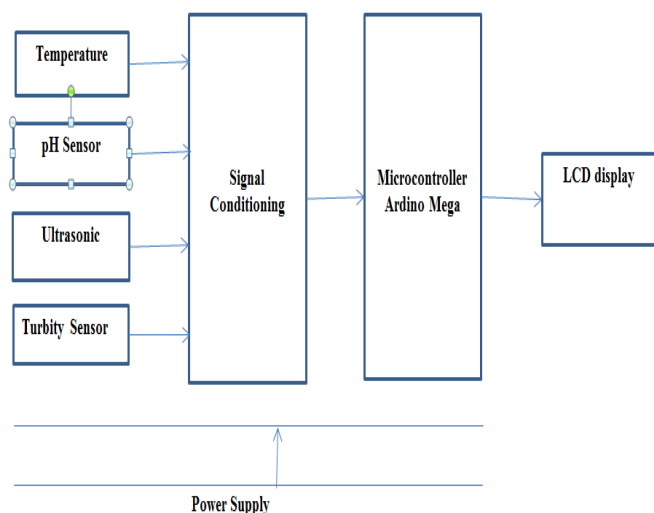 Temperature
pH Sensor
Ultrasonic
Turbity Sensor
Signal
Conditioning
Microcontroller
Ardino Mega
LCD display
Power Supply